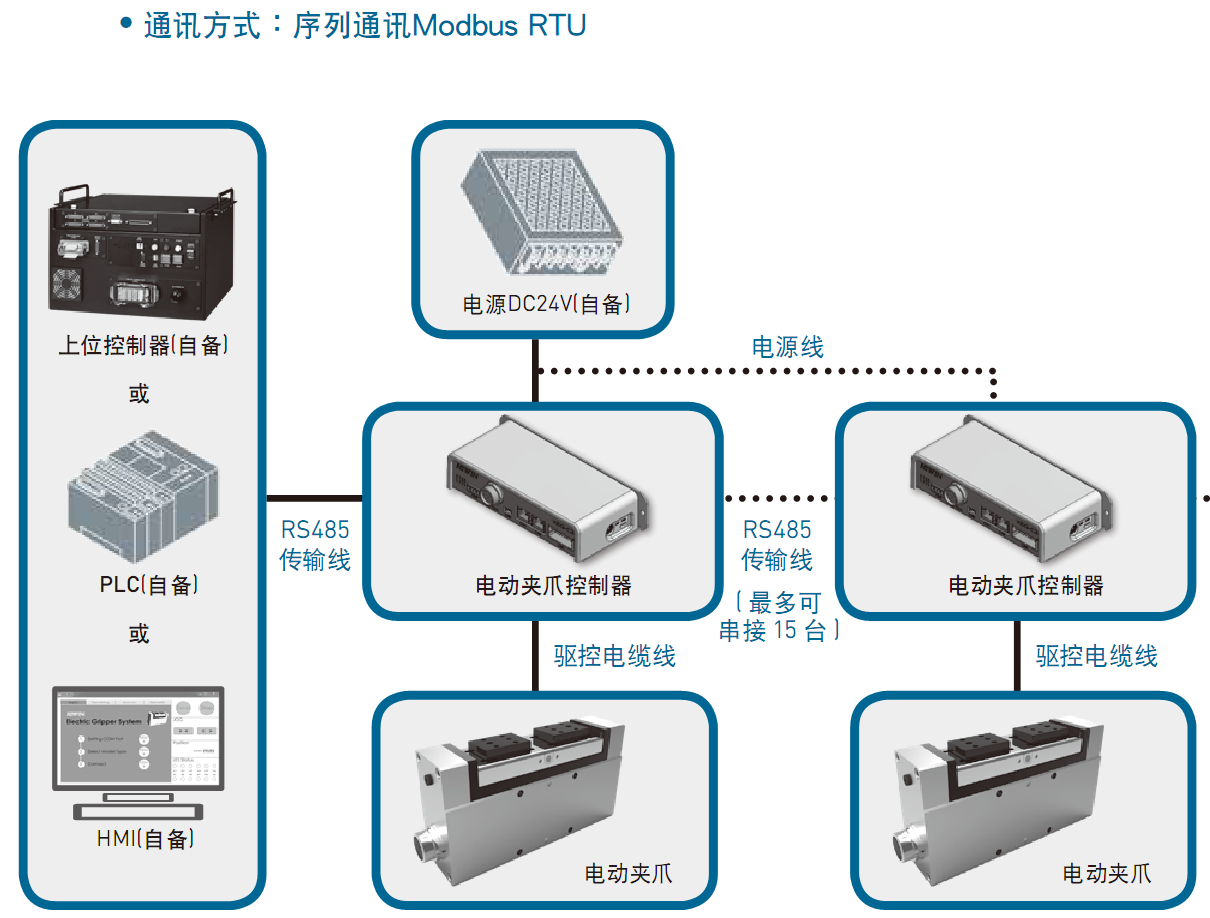 • 通讯方式：序列通讯Modbus RTU
电源DC24V(自备)
上位控制器(自备)
电源线
或
RS485
传输线
RS485
传输线
(最多可
串接15台)
电动夹爪控制器
电动夹爪控制器
PLC(自备)
或
驱控电缆线
驱控电缆线
Electric Gripper System
HMI(自备)
电动夹爪
电动夹爪